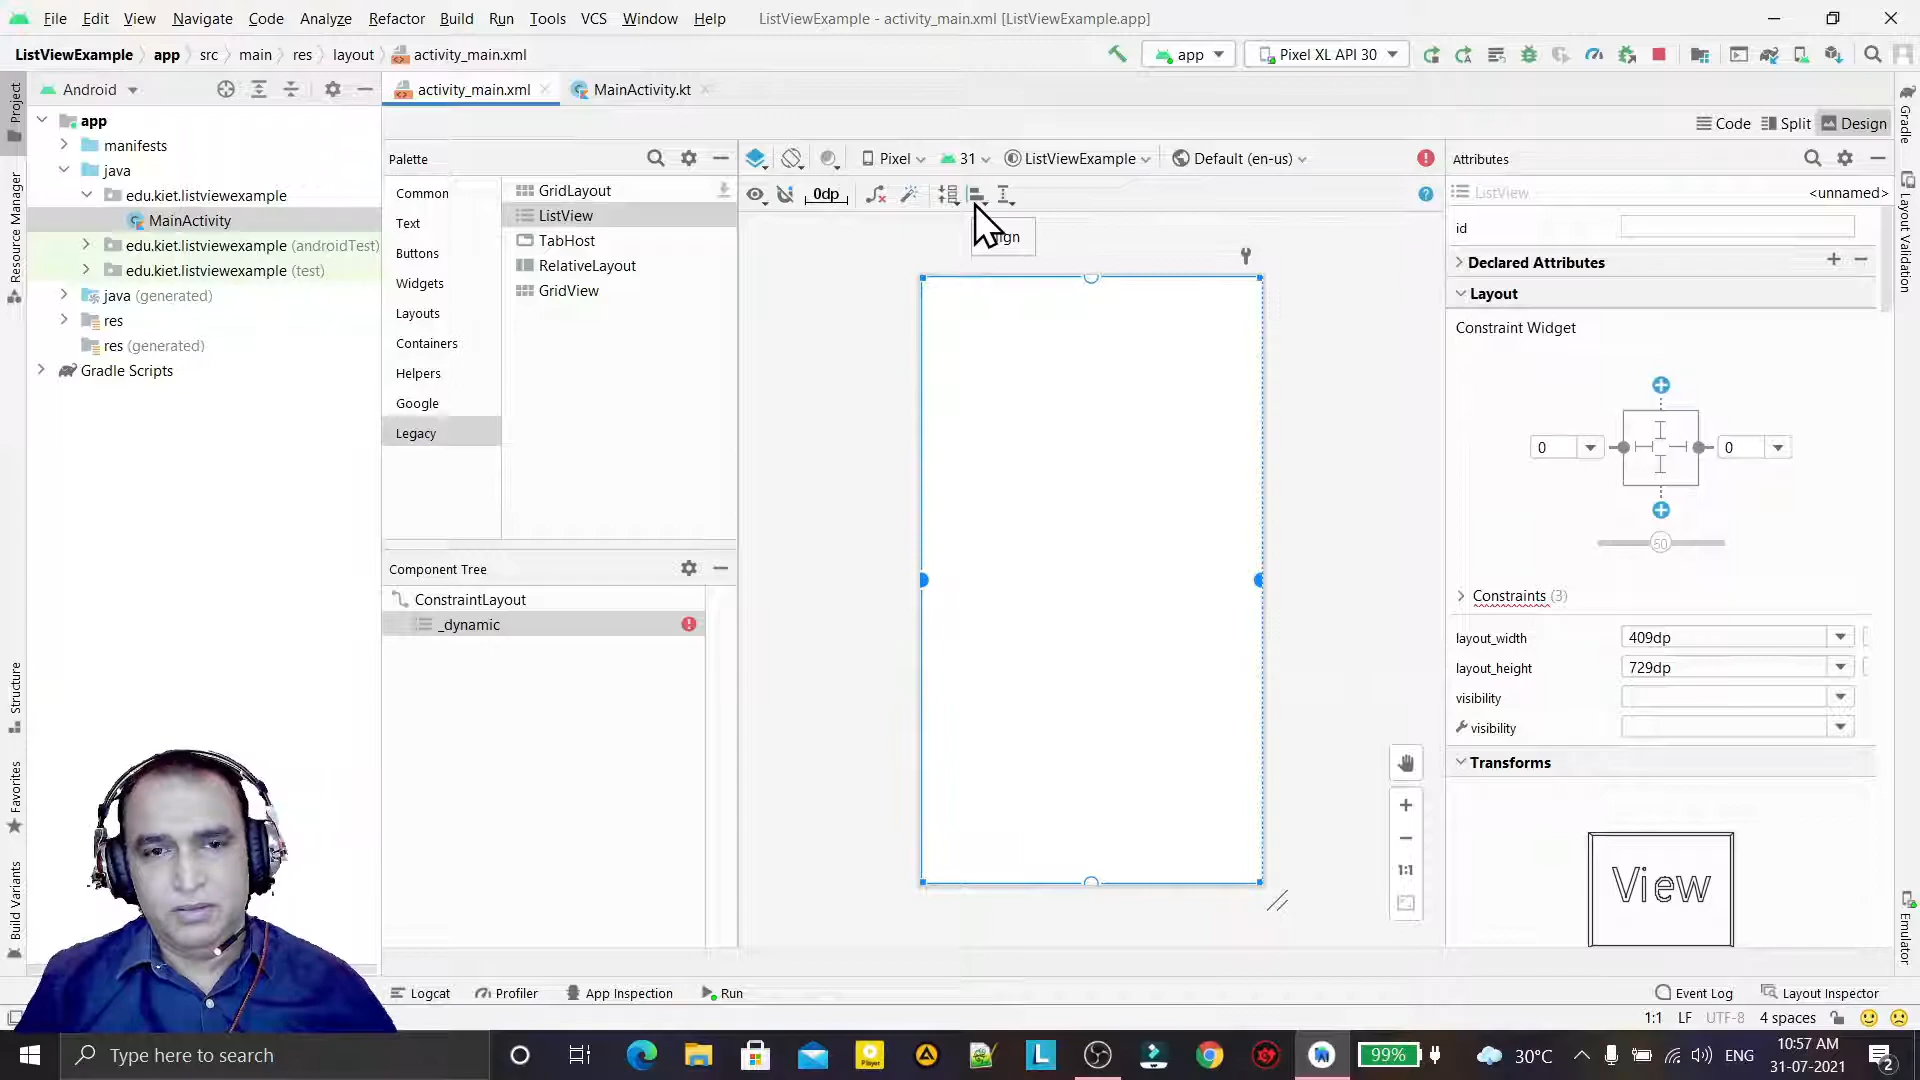 File Edit View Navigate Code Analyze Refactor Build Run Tools VCS Window Help ListViewExample - activity_main.xml [ListViewExample.app]
ListViewExample app src main res layout activity_main.xml app Pixel XL API 30
Android activity_main.xml MainActivity.kt
Code Split Design
Project
Resource Manager
Structure
Favorites
Build Variants
app
manifests
java
edu.kiet.listviewexample
MainActivity
edu.kiet.listviewexample (androidTest)
edu.kiet.listviewexample (test)
java (generated)
res
res (generated)
Gradle Scripts
Palette
Common
Text
Buttons
Widgets
Layouts
Containers
Helpers
Google
Legacy
GridLayout
ListView
TabHost
RelativeLayout
GridView
Component Tree
ConstraintLayout
_dynamic
Pixel 31 ListViewExample Default (en-us)
0dp
1:1
Attributes
ListView <unnamed>
id
Declared Attributes
Layout
Constraint Widget
0 0
50
Constraints (3)
layout_width 409dp
layout_height 729dp
visibility
visibility
Transforms
View
Gradle
Layout Validation
Emulator
Logcat Profiler App Inspection Run Event Log Layout Inspector
1:1 LF UTF-8 4 spaces
Type here to search
Player
L
99% 30°C ENG
10:57 AM
31-07-2021
2